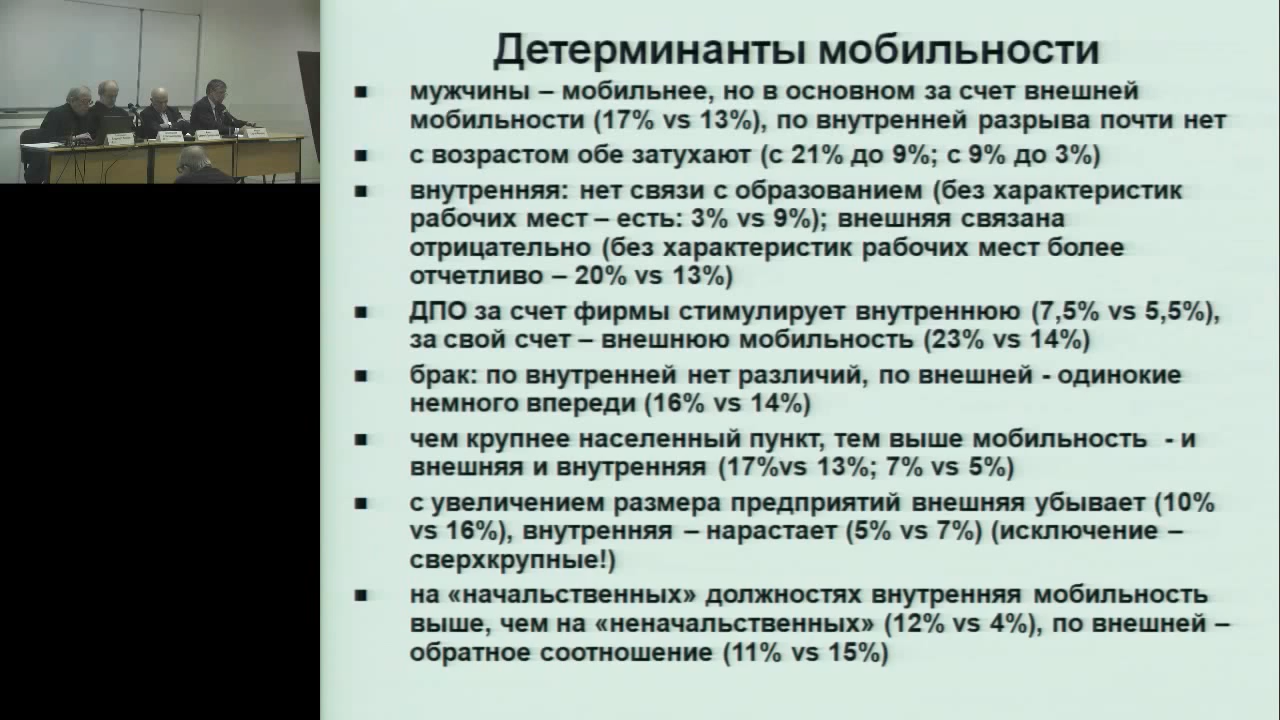 Детерминанты мобильности
▪ мужчины – мобильнее, но в основном за счет внешней
мобильности (17% vs 13%), по внутренней разрыва почти нет
▪ с возрастом обе затухают (с 21% до 9%; с 9% до 3%)
▪ внутренняя: нет связи с образованием (без характеристик
рабочих мест – есть: 3% vs 9%); внешняя связана
отрицательно (без характеристик рабочих мест более
отчетливо – 20% vs 13%)
▪ ДПО за счет фирмы стимулирует внутреннюю (7,5% vs 5,5%),
за свой счет – внешнюю мобильность (23% vs 14%)
▪ брак: по внутренней нет различий, по внешней - одинокие
немного впереди (16% vs 14%)
▪ чем крупнее населенный пункт, тем выше мобильность - и
внешняя и внутренняя (17%vs 13%; 7% vs 5%)
▪ с увеличением размера предприятий внешняя убывает (10%
vs 16%), внутренняя – нарастает (5% vs 7%) (исключение –
сверхкрупные!)
▪ на «начальственных» должностях внутренняя мобильность
выше, чем на «неначальственных» (12% vs 4%), по внешней –
обратное соотношение (11% vs 15%)